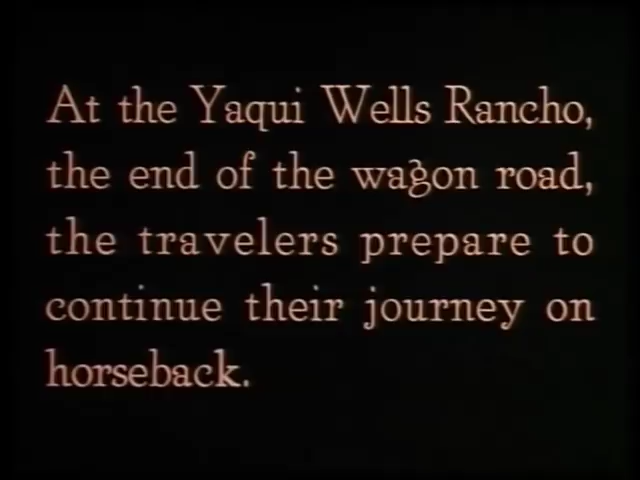 At the Yaqui Wells Rancho,
the end of the wagon road,
the travelers prepare to
continue their journey on
horseback.